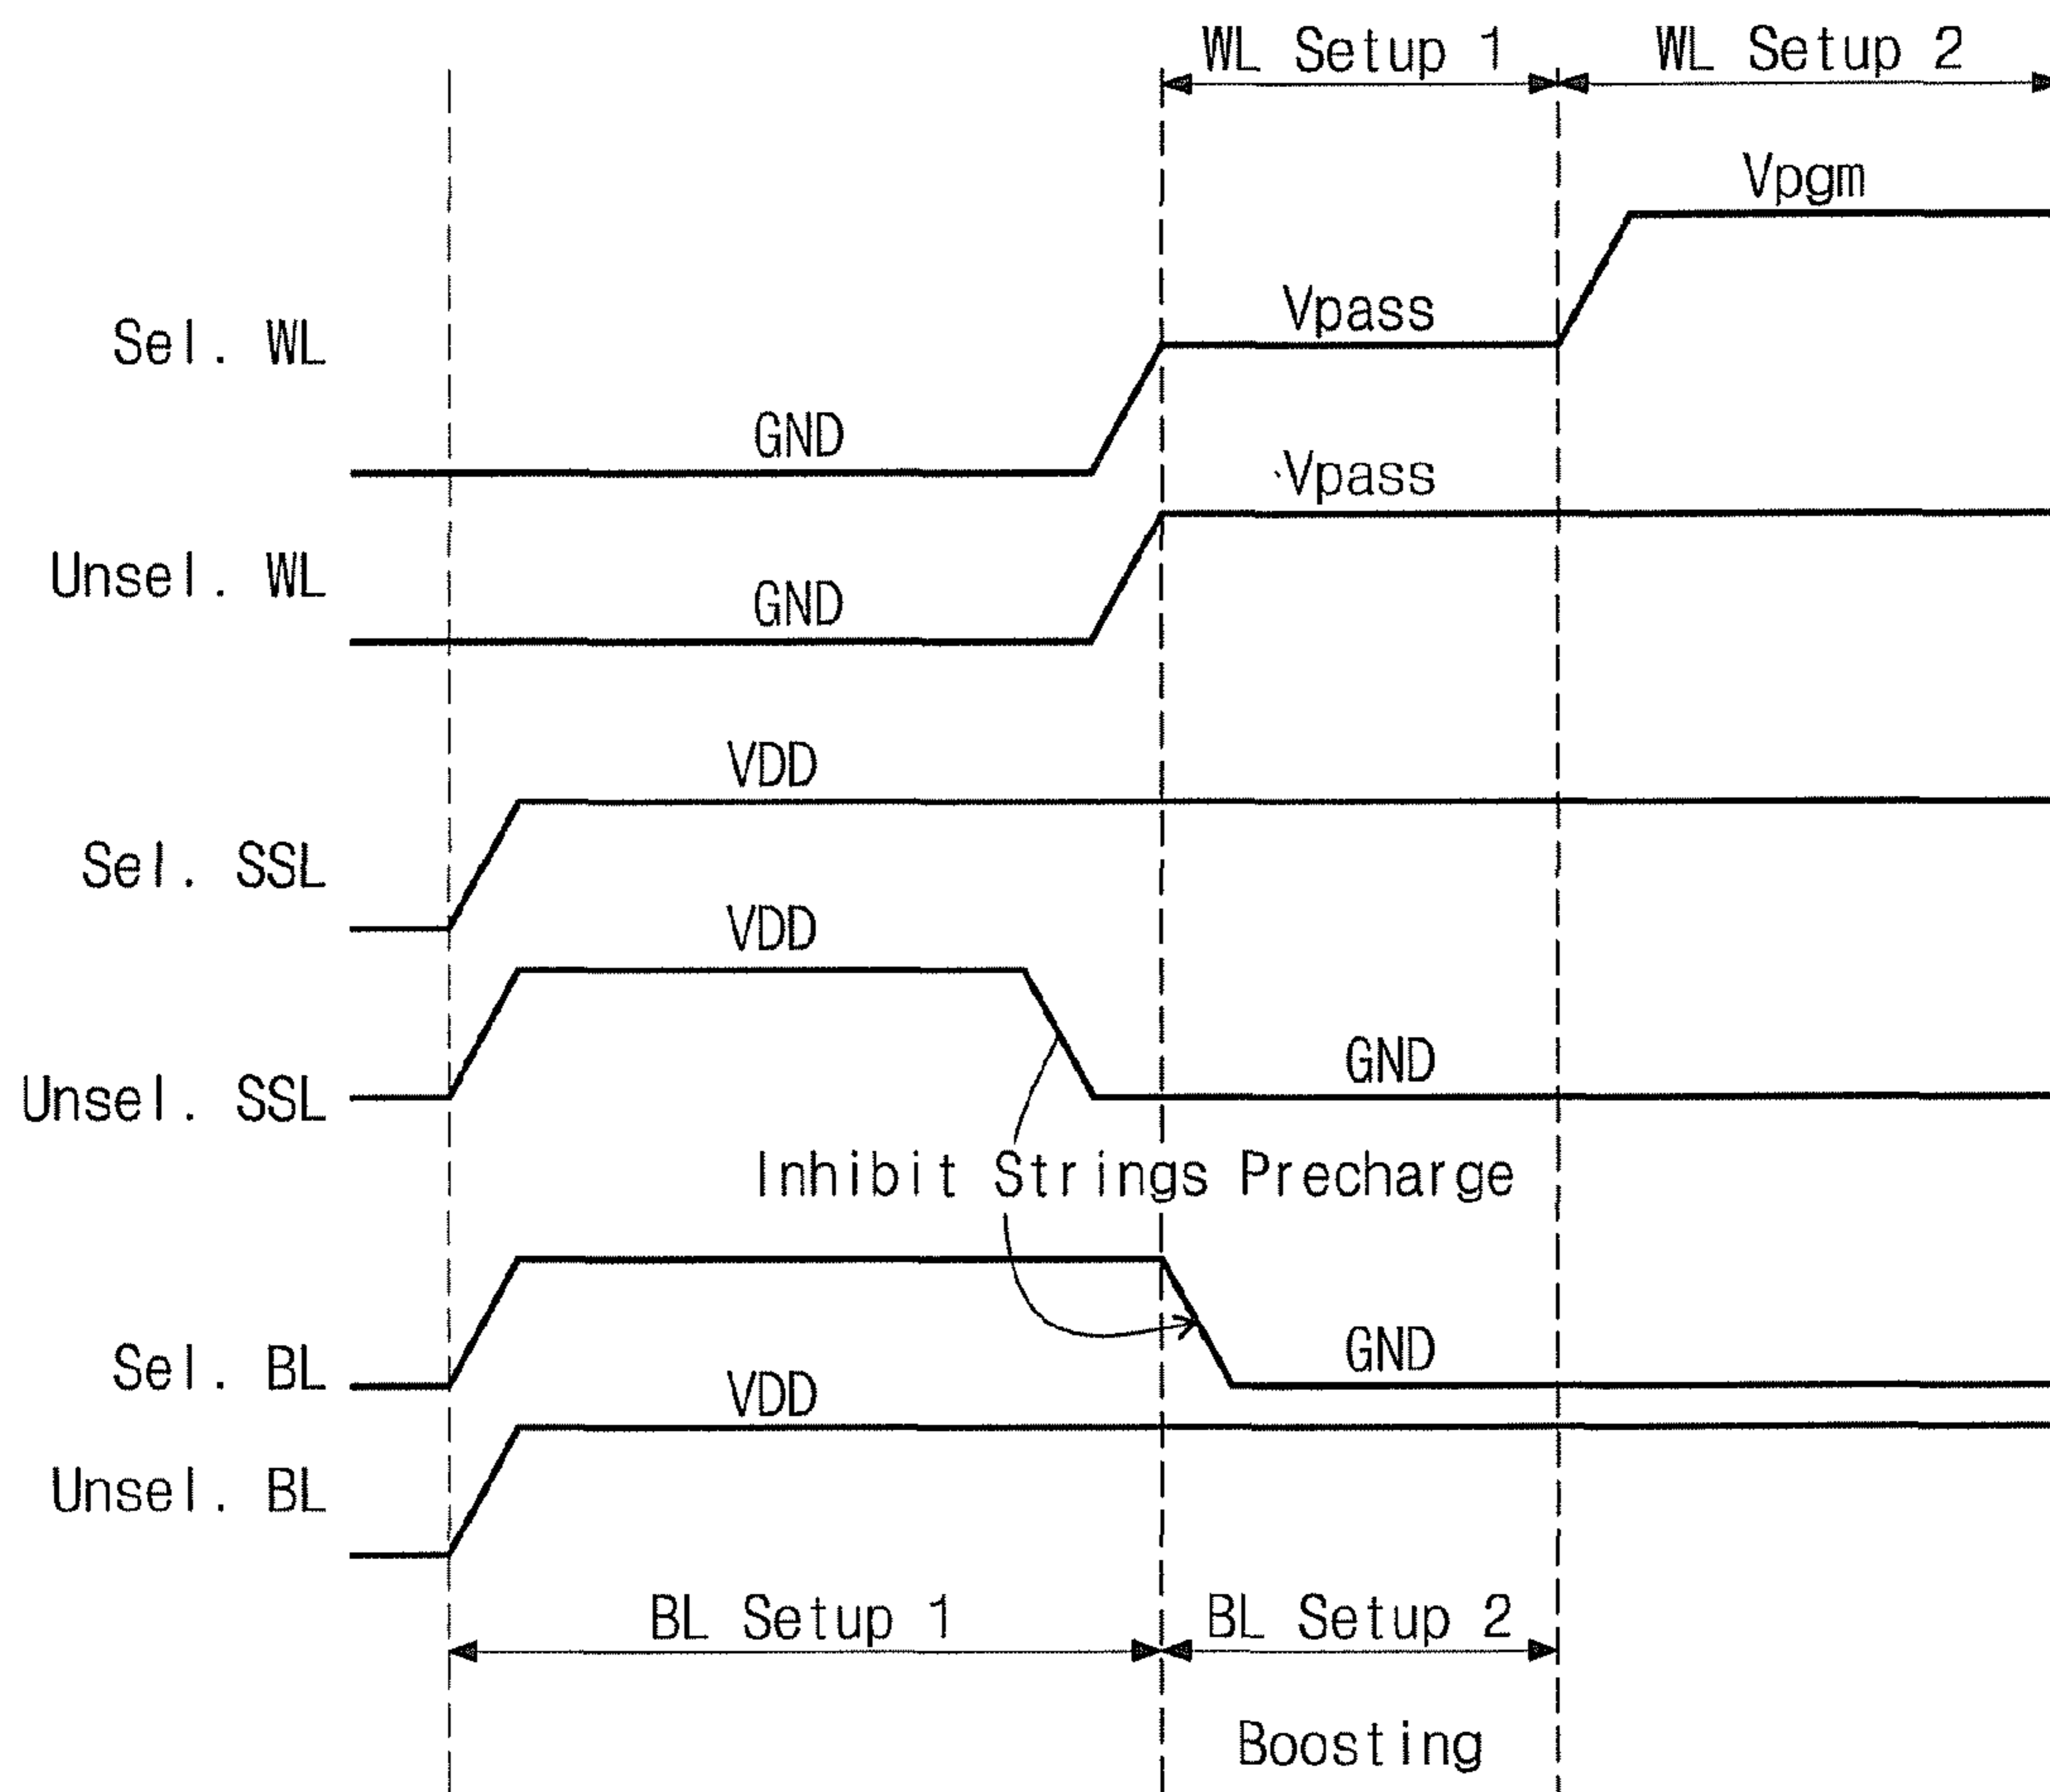 WL Setup 1 WL Setup 2
Vpgm
Sel. WL Vpass
GND
Vpass
Unsel. WL
GND
VDD
Sel. SSL
VDD
GND
Unsel. SSL
Inhibit Strings Precharge
Sel. BL GND
VDD
Unsel. BL
BL Setup 1 BL Setup 2
Boosting